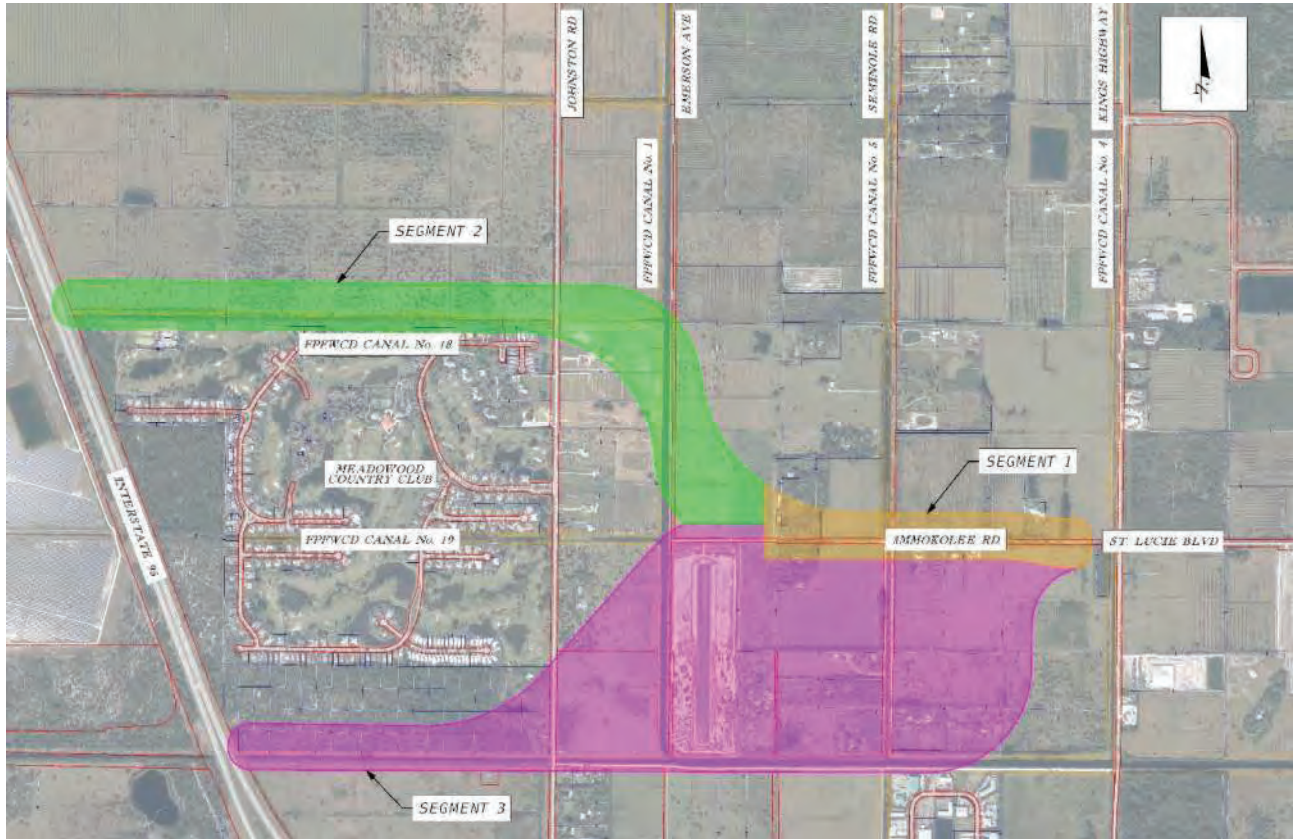 JOHNSTON RD
EMERSON AVE
SEMINOLE RD
KINGS HIGHWAY
N
FPFWCD CANAL No. 1
FPFWCD CANAL No. 5
FPFWCD CANAL No. 4
SEGMENT 2
FPFWCD CANAL No. 18
MEADOWOOD
COUNTRY CLUB
SEGMENT 1
INTERSTATE 95
FPFWCD CANAL No. 19
IMMOKOLEE RD
ST. LUCIE BLVD
SEGMENT 3